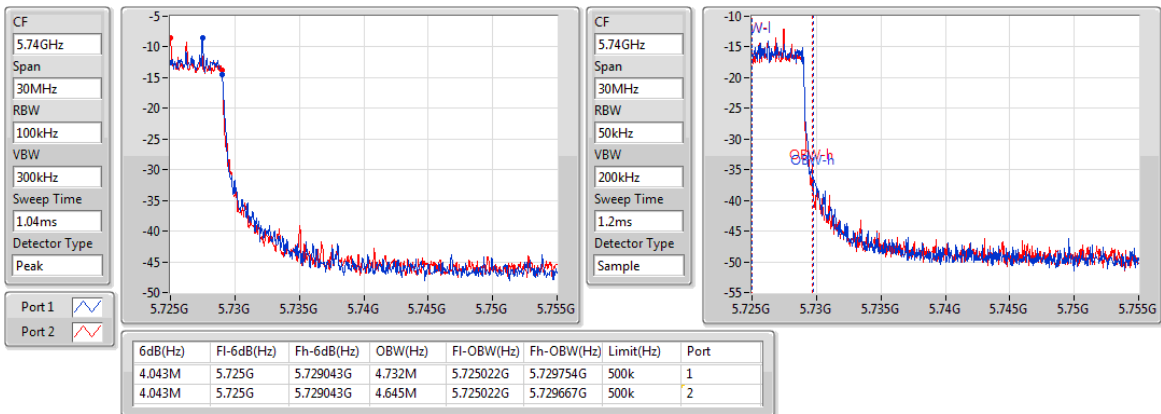 CF
5.74GHz
Span
30MHz
RBW
100kHz
VBW
300kHz
Sweep Time
1.04ms
Detector Type
Peak
Port 1
Port 2
-5
-10
-15
-20
-25
-30
-35
-40
-45
-50
5.725G 5.73G 5.735G 5.74G 5.745G 5.75G 5.755G
CF
5.74GHz
Span
30MHz
RBW
50kHz
VBW
200kHz
Sweep Time
1.2ms
Detector Type
Sample
-10
-15
-20
-25
-30
-35
-40
-45
-50
-55
W-l
OBW-h
OBW-h
5.725G 5.73G 5.735G 5.74G 5.745G 5.75G 5.755G
6dB(Hz) Fl-6dB(Hz) Fh-6dB(Hz) OBW(Hz) Fl-OBW(Hz) Fh-OBW(Hz) Limit(Hz) Port
4.043M 5.725G 5.729043G 4.732M 5.725022G 5.729754G 500k 1
4.043M 5.725G 5.729043G 4.645M 5.725022G 5.729667G 500k 2